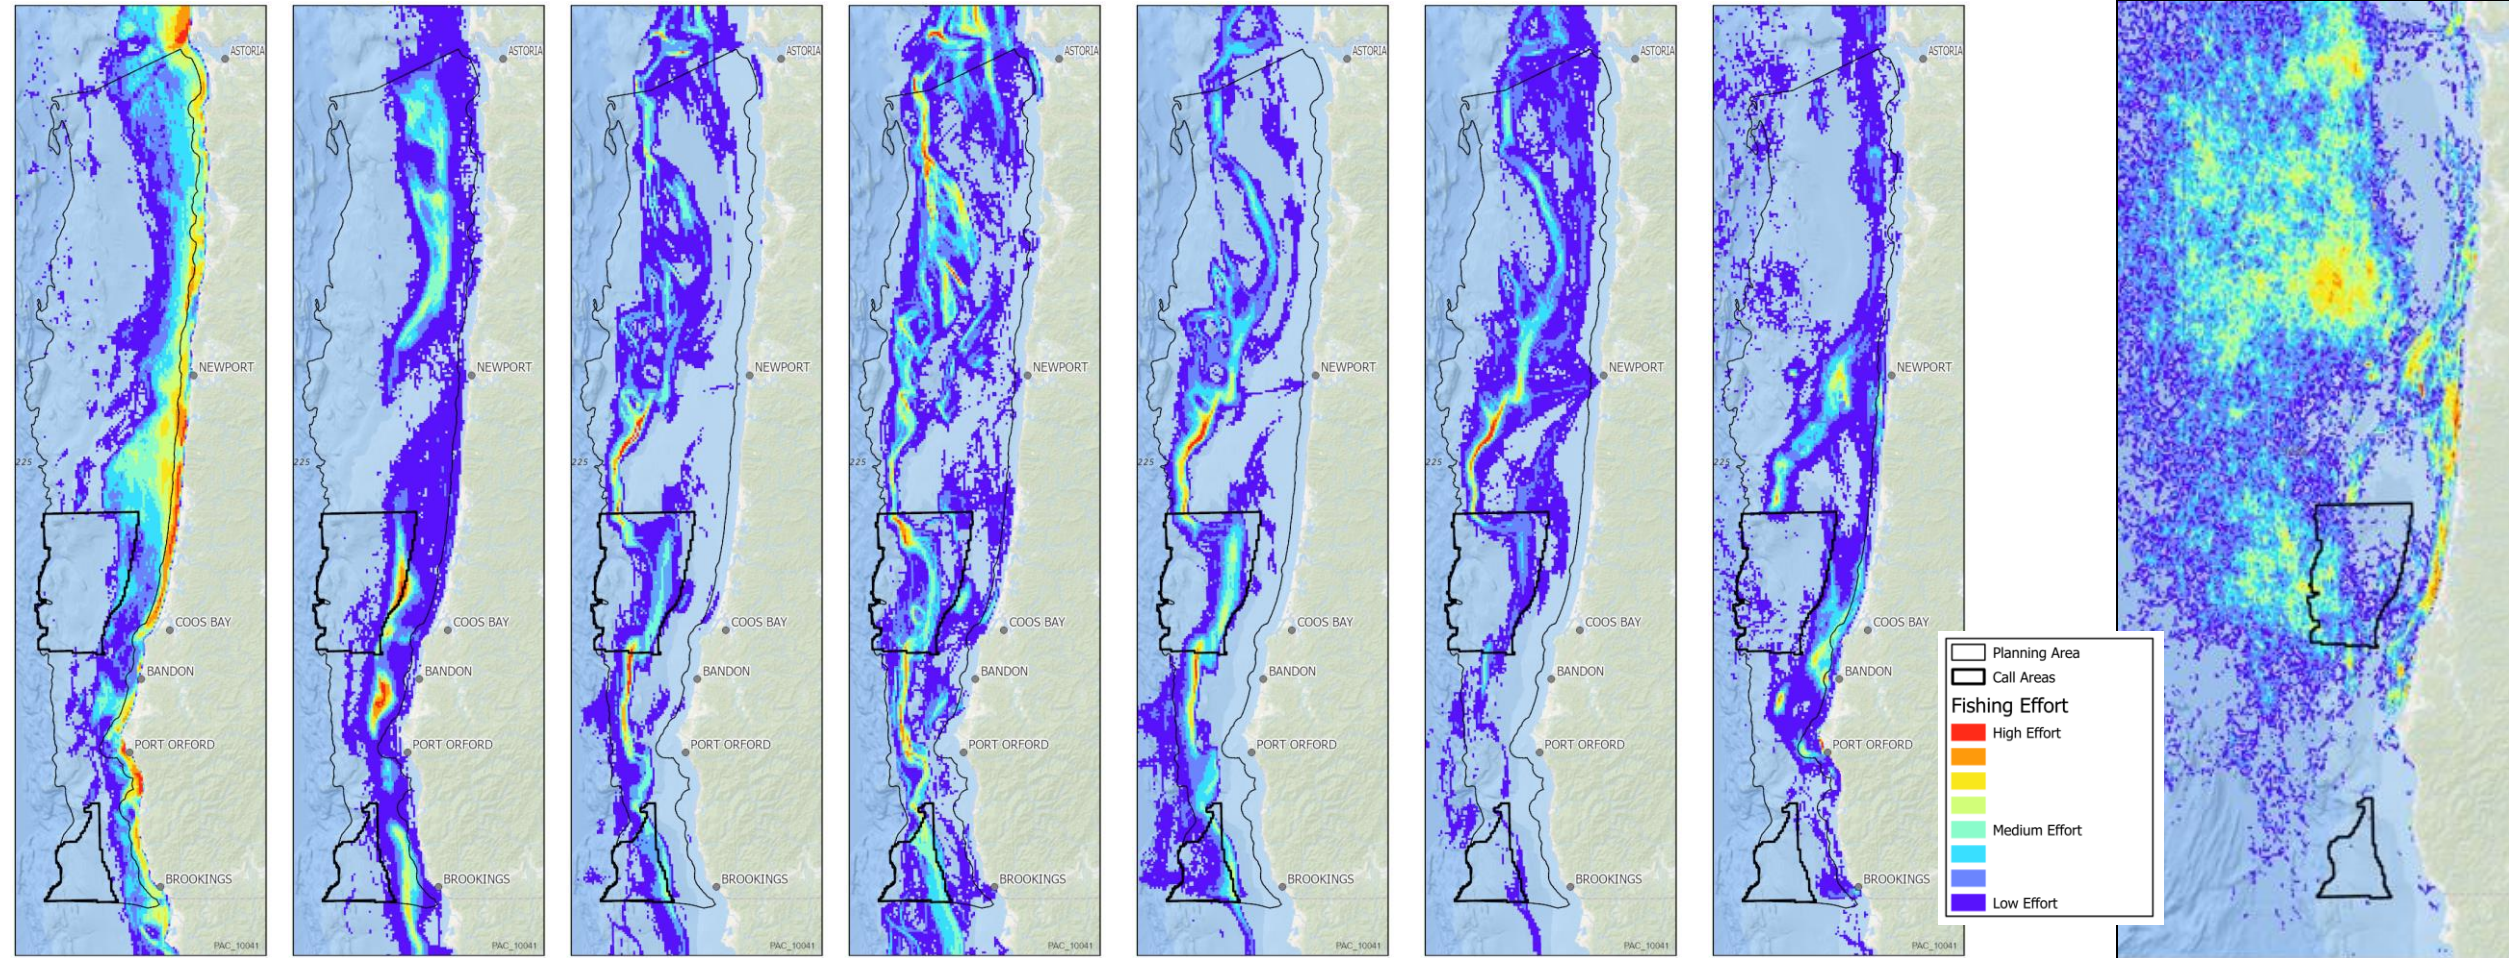 ASTORIA
NEWPORT
225
COOS BAY
BANDON
PORT ORFORD
BROOKINGS
PAC_10041
ASTORIA
NEWPORT
COOS BAY
BANDON
PORT ORFORD
BROOKINGS
PAC_10041
ASTORIA
NEWPORT
225
COOS BAY
BANDON
PORT ORFORD
BROOKINGS
PAC_10041
ASTORIA
NEWPORT
225
COOS BAY
BANDON
PORT ORFORD
BROOKINGS
PAC_10041
ASTORIA
NEWPORT
225
COOS BAY
BANDON
PORT ORFORD
BROOKINGS
PAC_10041
ASTORIA
NEWPORT
225
COOS BAY
BANDON
PORT ORFORD
BROOKINGS
PAC_10041
ASTORIA
NEWPORT
225
COOS BAY
BANDON
PORT ORFORD
BROOKINGS
PAC_10041
Planning Area
Call Areas
Fishing Effort
High Effort
Medium Effort
Low Effort